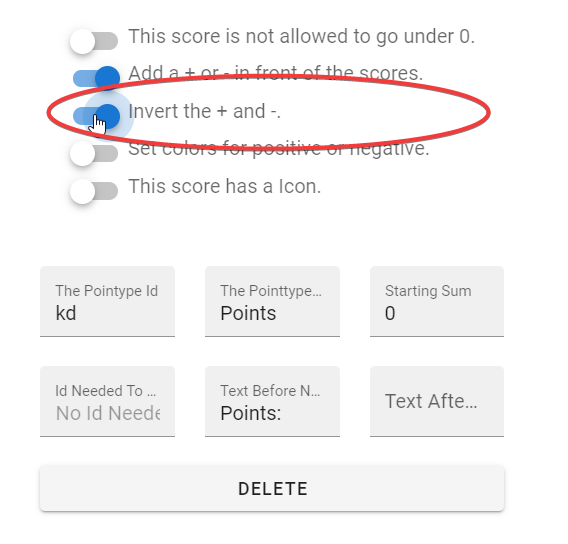 This score is not allowed to go under 0.
Add a + or - in front of the scores.
Invert the + and -.
Set colors for positive or negative.
This score has a Icon.
The Pointype Id
kd
The Pointtype...
Points
Starting Sum
0
Id Needed To ...
No Id Neede
Text Before N...
Points:
Text Afte...
DELETE